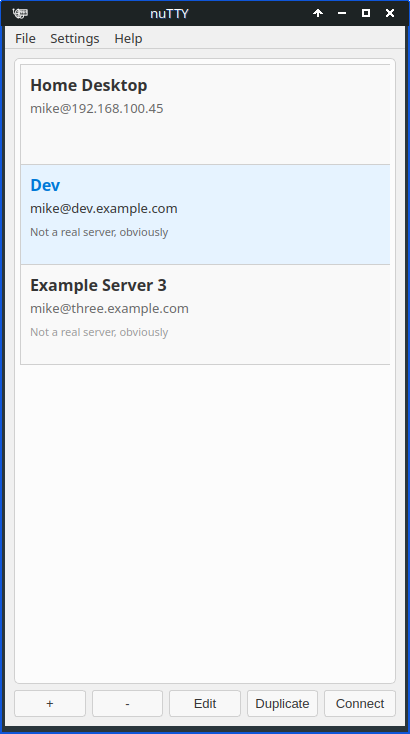 nuTTY
File Settings Help
Home Desktop
mike@192.168.100.45
Dev
mike@dev.example.com
Not a real server, obviously
Example Server 3
mike@three.example.com
Not a real server, obviously
+ - Edit Duplicate Connect